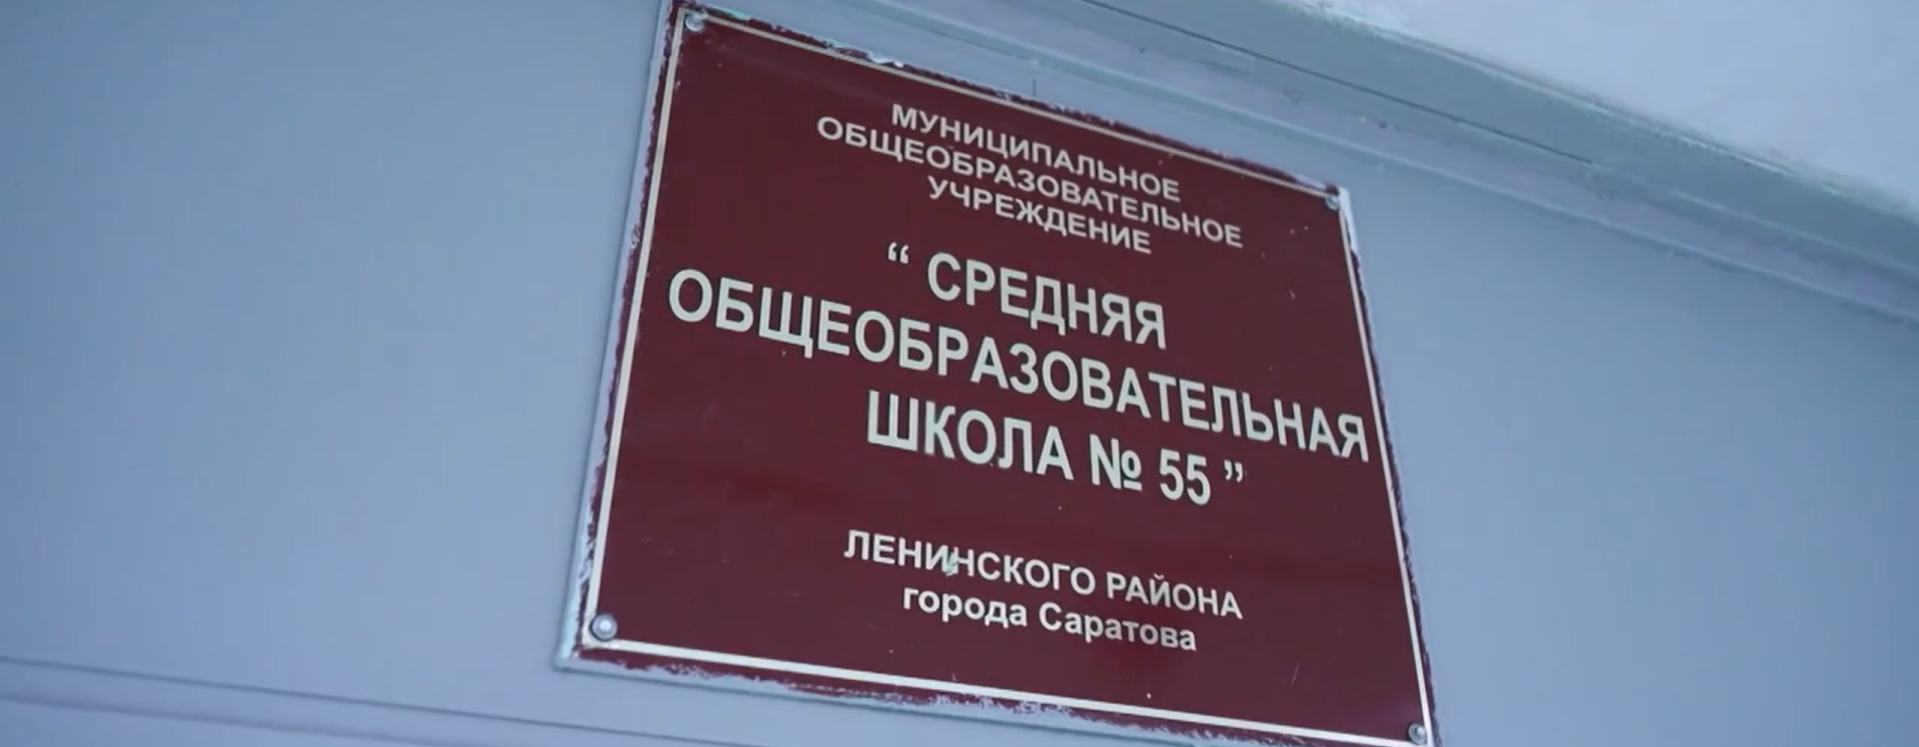 МУНИЦИПАЛЬНОЕ
ОБЩЕОБРАЗОВАТЕЛЬНОЕ
УЧРЕЖДЕНИЕ
“ СРЕДНЯЯ
ОБЩЕОБРАЗОВАТЕЛЬНАЯ
ШКОЛА № 55 ”
ЛЕНИНСКОГО РАЙОНА
города Саратова